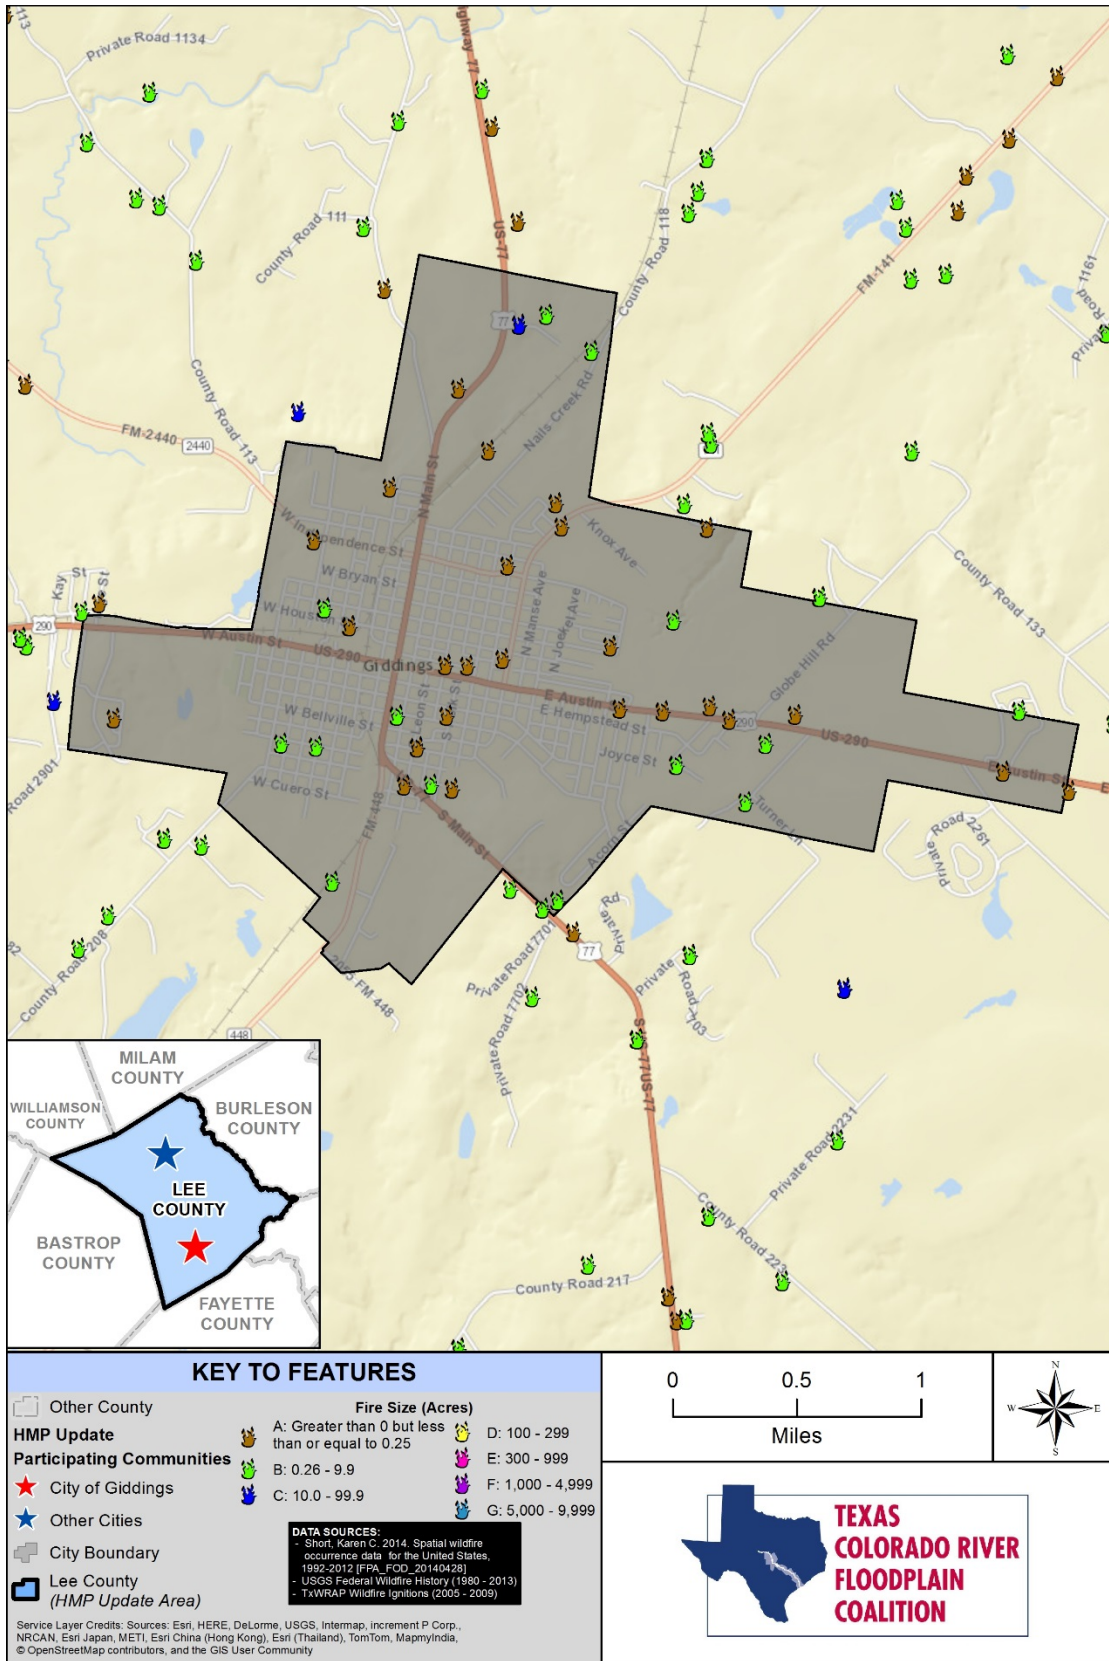 113
Private Road 1134
Highway 77
County Road 111
US-77
County Road 118
FM-141
Private Road 1161
Private
77
County Road 113
Nails Creek Rd
FM-2440
2440
N Main St
W Independence St
Knox Ave
W Bryan St
Kay St
County Road 133
W Houston
N Manse Ave
N Jockel Ave
290
W Austin St
US-290
Giddings
Globe Hill Rd
E Austin
290
E Hempstead St
W Bellville St
Leon St
US-290
Joyce St
E Austin St
E
Road 2901
W Cuero St
FM-448
Turner Ln
Private Road 2261
S Main St
Acorn St
Private Rd
77
Private Road 7701
82
County Road 208
FM 448
Private Road 7703
Private Road 7702
448
US-77
Private Road 2231
County Road 223
County Road 217
MILAM
COUNTY
WILLIAMSON
COUNTY
BURLESON
COUNTY
LEE
COUNTY
BASTROP
COUNTY
FAYETTE
COUNTY
KEY TO FEATURES
Other County
HMP Update
Participating Communities
City of Giddings
Other Cities
City Boundary
Lee County
(HMP Update Area)
Fire Size (Acres)
A: Greater than 0 but less
than or equal to 0.25
B: 0.26 - 9.9
C: 10.0 - 99.9
D: 100 - 299
E: 300 - 999
F: 1,000 - 4,999
G: 5,000 - 9,999
DATA SOURCES:
- Short, Karen C. 2014. Spatial wildfire
occurrence data for the United States,
1992-2012 [FPA_FOD_20140428]
- USGS Federal Wildfire History (1980 - 2013)
- TxWRAP Wildfire Ignitions (2005 - 2009)
Service Layer Credits: Sources: Esri, HERE, DeLorme, USGS, Intermap, increment P Corp.,
NRCAN, Esri Japan, METI, Esri China (Hong Kong), Esri (Thailand), TomTom, MapmyIndia,
© OpenStreetMap contributors, and the GIS User Community
0 0.5 1
Miles
N
W E
S
TEXAS
COLORADO RIVER
FLOODPLAIN
COALITION